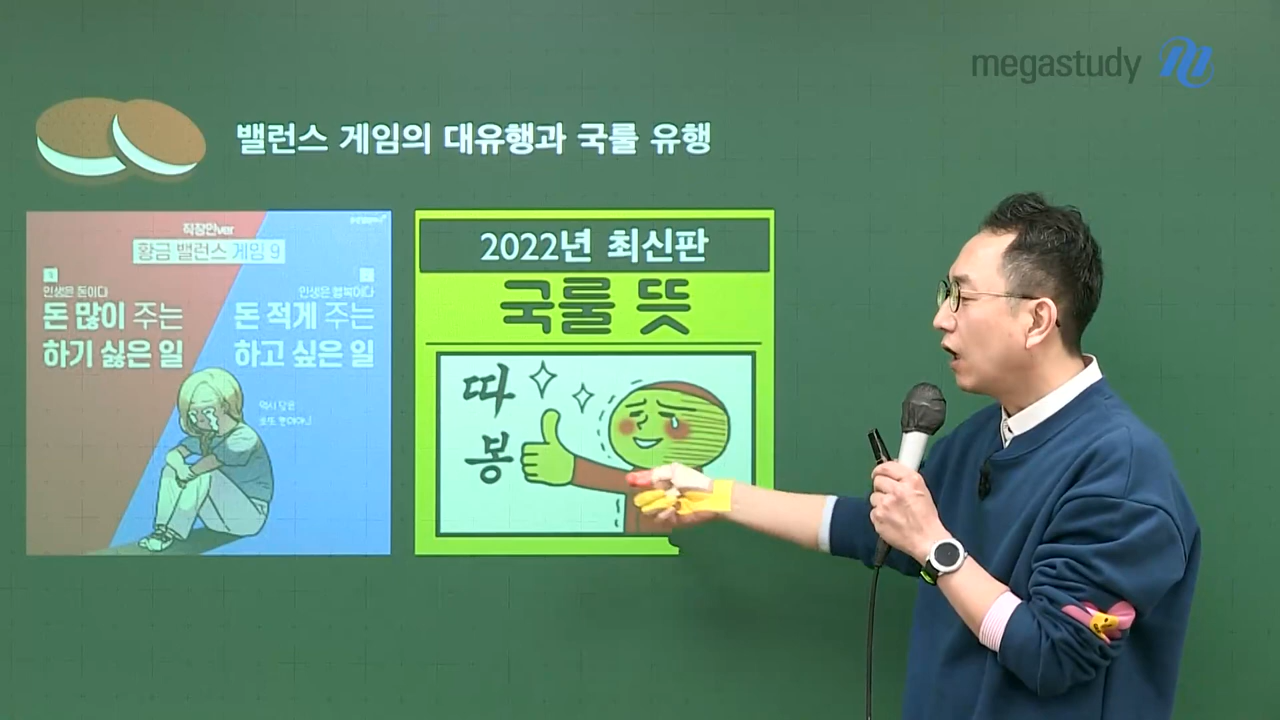 megastudy
밸런스 게임의 대유행과 국룰 유행
직장인ver
황금 밸런스 게임 9
1
인생은 돈이다
돈 많이 주는
하기 싫은 일
인생은 행복이다
돈 적게 주는
하고 싶은 일
2022년 최신판
국룰 뜻
따
봉